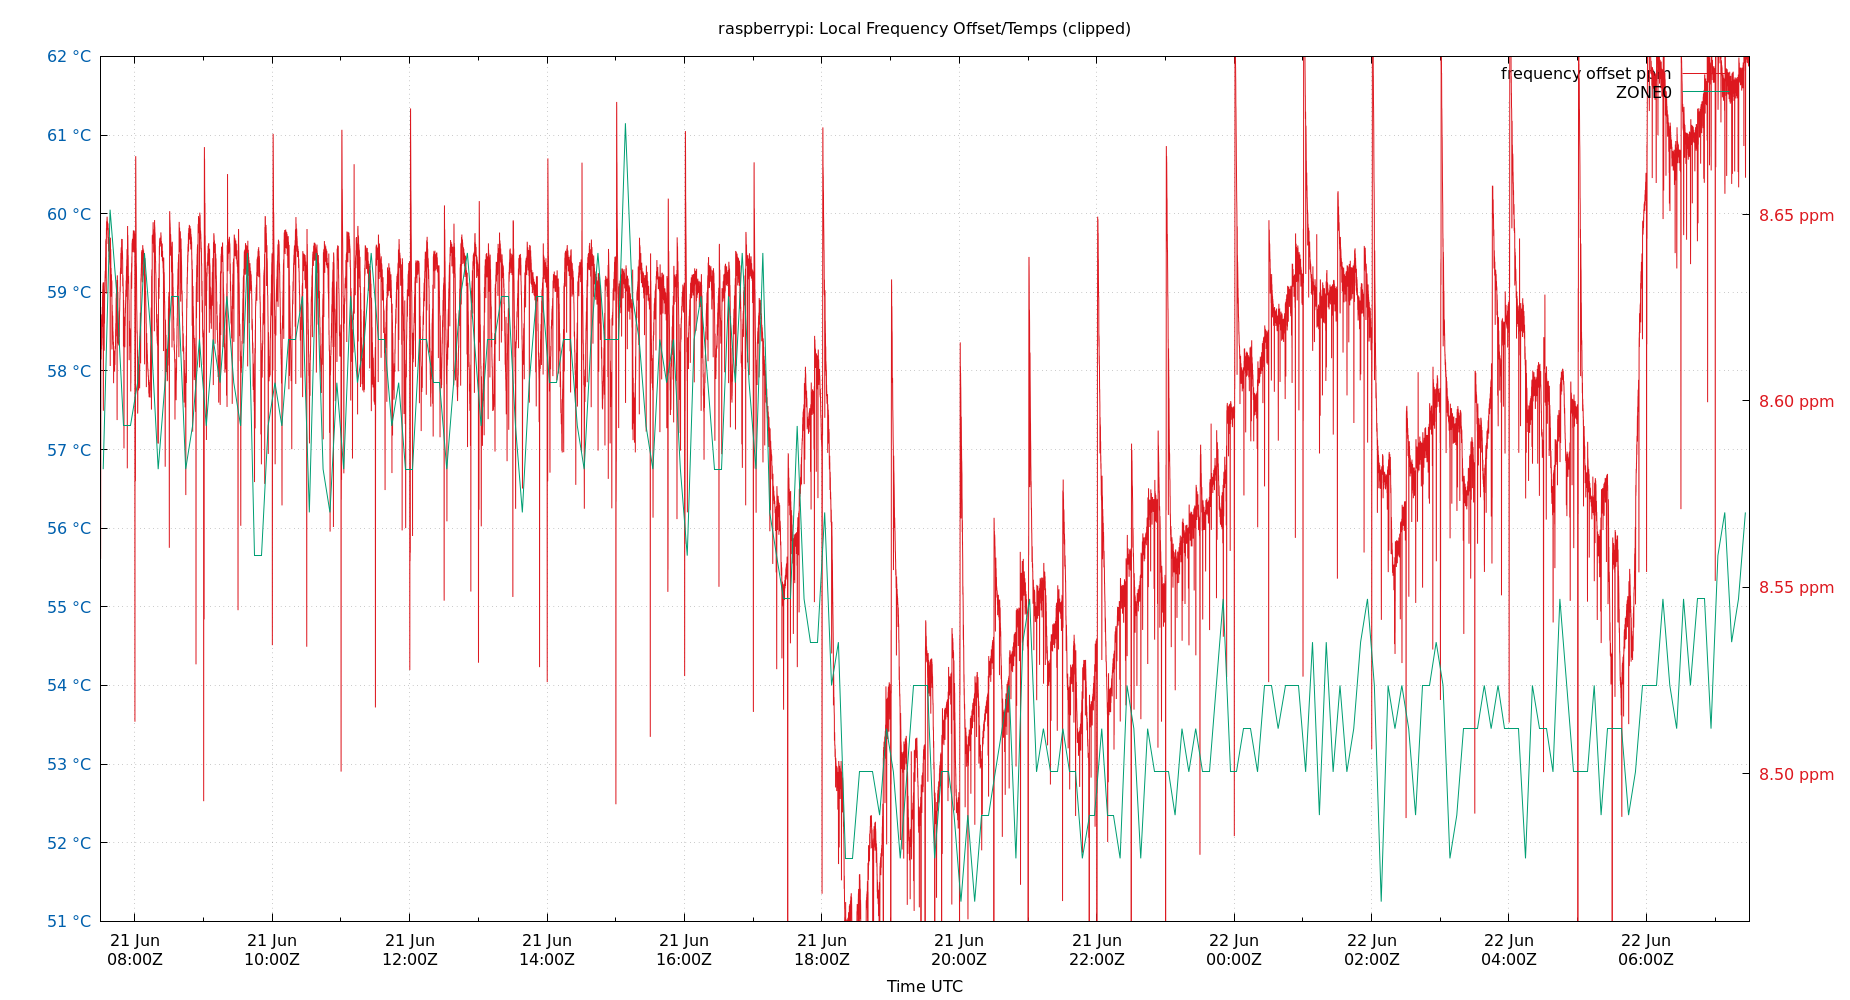 raspberrypi: Local Frequency Offset/Temps (clipped)
62 °C
61 °C
60 °C
59 °C
58 °C
57 °C
56 °C
55 °C
54 °C
53 °C
52 °C
51 °C
frequency offset ppm
ZONE0
8.65 ppm
8.60 ppm
8.55 ppm
8.50 ppm
21 Jun 21 Jun 21 Jun 21 Jun 21 Jun 21 Jun 21 Jun 21 Jun 22 Jun 22 Jun 22 Jun 22 Jun
08:00Z 10:00Z 12:00Z 14:00Z 16:00Z 18:00Z 20:00Z 22:00Z 00:00Z 02:00Z 04:00Z 06:00Z
Time UTC